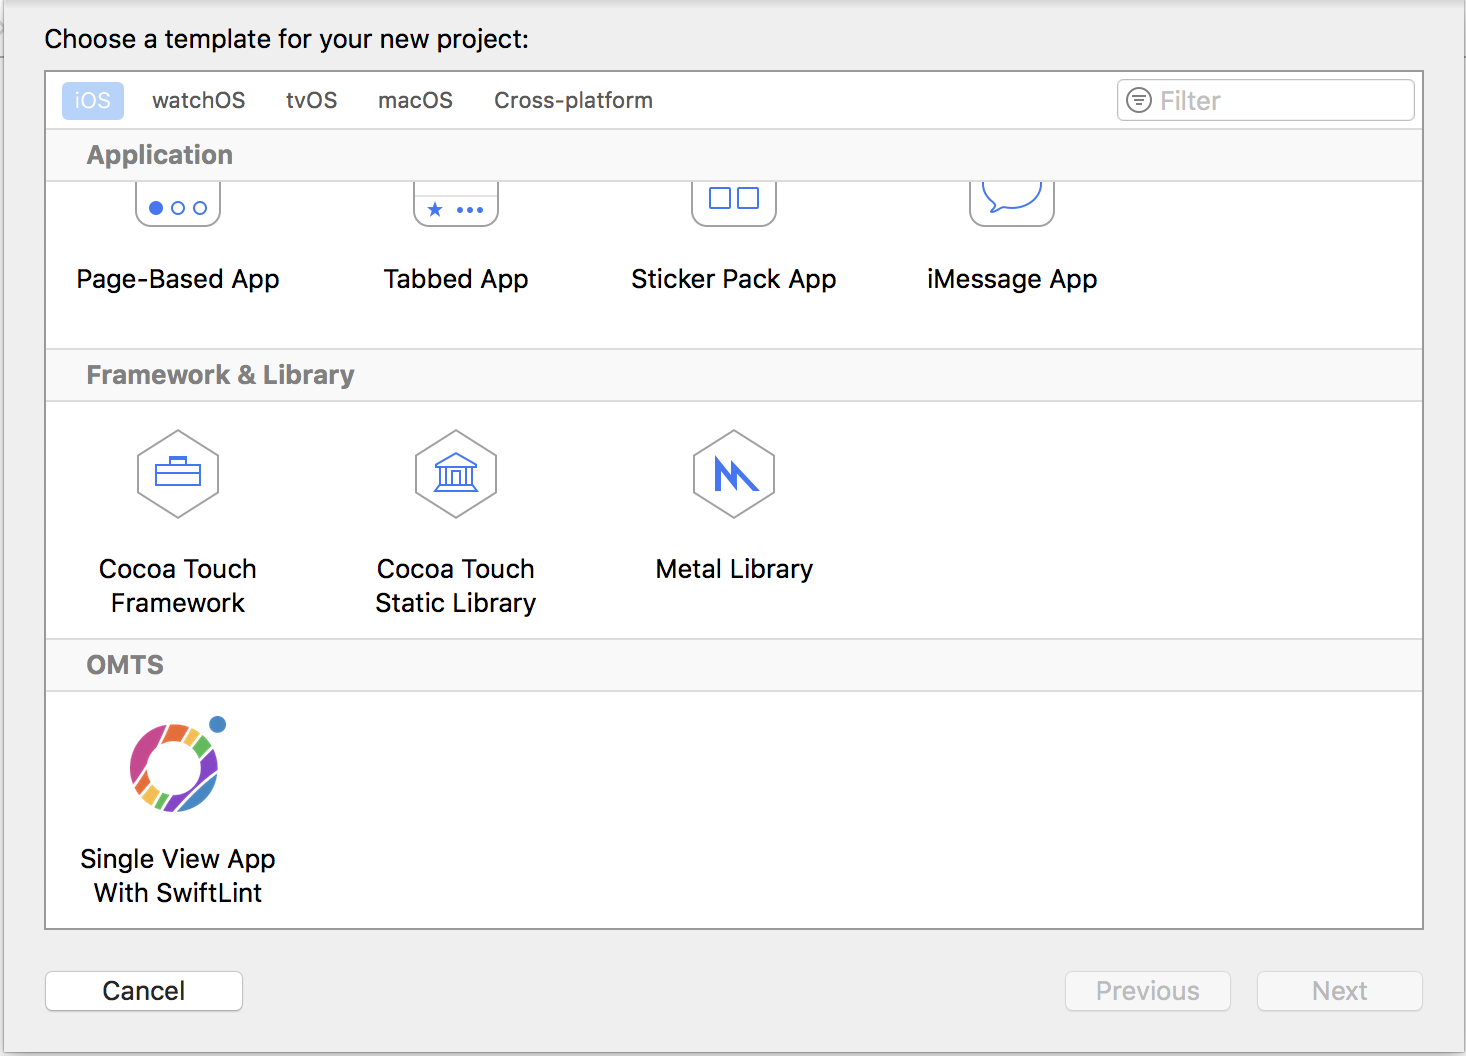 Choose a template for your new project:
iOS watchOS tvOS macOS Cross-platform Filter
Application
Page-Based App Tabbed App Sticker Pack App iMessage App
Framework & Library
Cocoa Touch Framework
Cocoa Touch Static Library
Metal Library
OMTS
Single View App
With SwiftLint
Cancel Previous Next